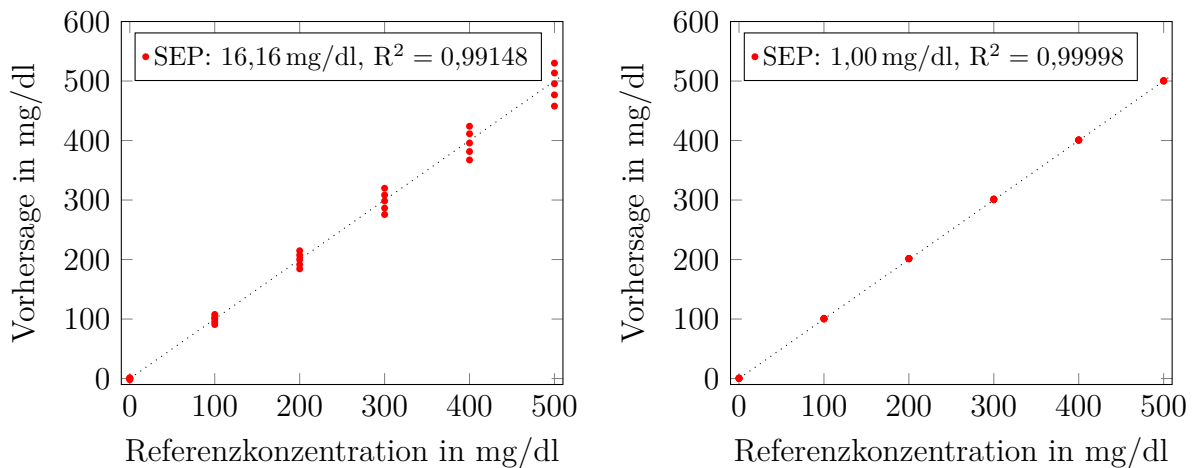 600
500
400
300
200
100
0
Vorhersage in mg/dl
SEP: 16,16 mg/dl, R² = 0,99148
0 100 200 300 400 500
Referenzkonzentration in mg/dl
600
500
400
300
200
100
0
Vorhersage in mg/dl
SEP: 1,00 mg/dl, R² = 0,99998
0 100 200 300 400 500
Referenzkonzentration in mg/dl